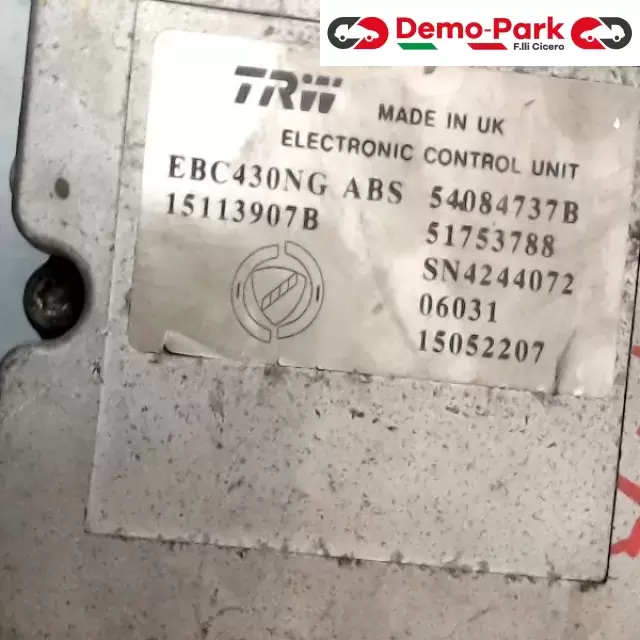 Demo-Park
F.lli Cicero
TRW
MADE IN UK
ELECTRONIC CONTROL UNIT
EBC430NG ABS 54084737B
15113907B 51753788
SN4244072
06031
15052207